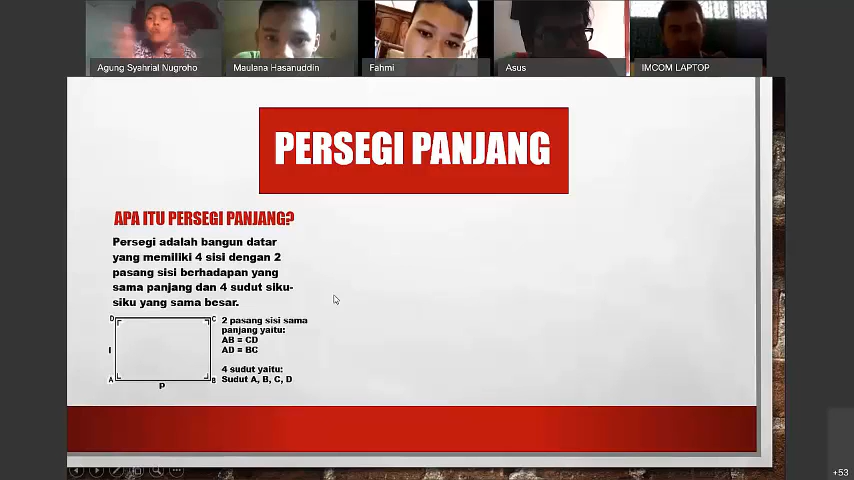 Agung Syahrial Nugroho
Maulana Hasanuddin
Fahmi
Asus
IMCOM LAPTOP
PERSEGI PANJANG
APA ITU PERSEGI PANJANG?
Persegi adalah bangun datar
yang memiliki 4 sisi dengan 2
pasang sisi berhadapan yang
sama panjang dan 4 sudut siku-
siku yang sama besar.
D
C
l
A
B
p
2 pasang sisi sama
panjang yaitu:
AB = CD
AD = BC
4 sudut yaitu:
Sudut A, B, C, D
+53